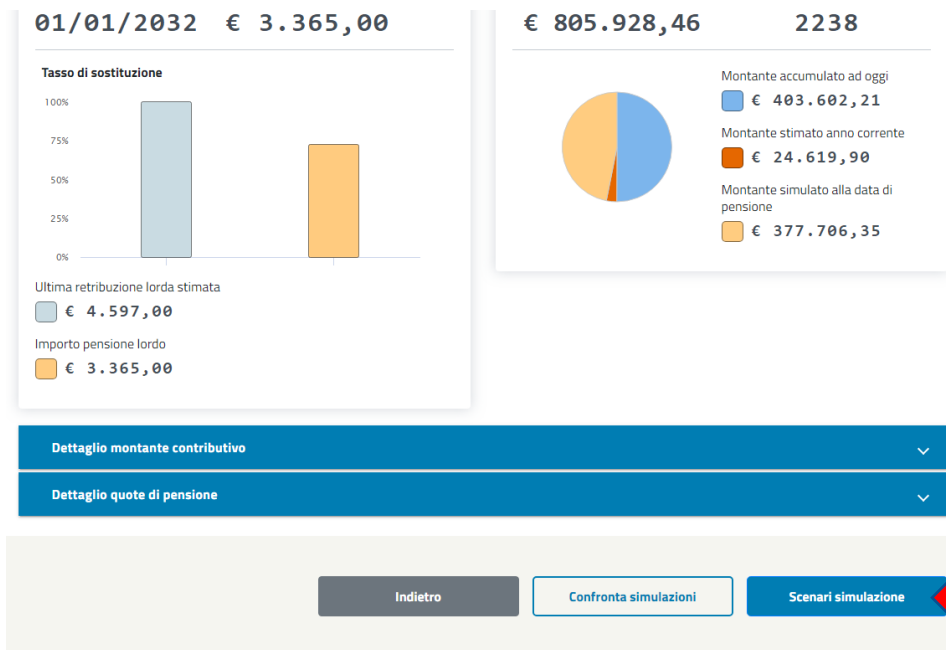 01/01/2032 € 3.365,00
€ 805.928,46 2238
Tasso di sostituzione
100%
75%
50%
25%
0%
Ultima retribuzione lorda stimata
€ 4.597,00
Importo pensione lordo
€ 3.365,00
Montante accumulato ad oggi
€ 403.602,21
Montante stimato anno corrente
€ 24.619,90
Montante simulato alla data di
pensione
€ 377.706,35
Dettaglio montante contributivo
Dettaglio quote di pensione
Indietro
Confronta simulazioni
Scenari simulazione